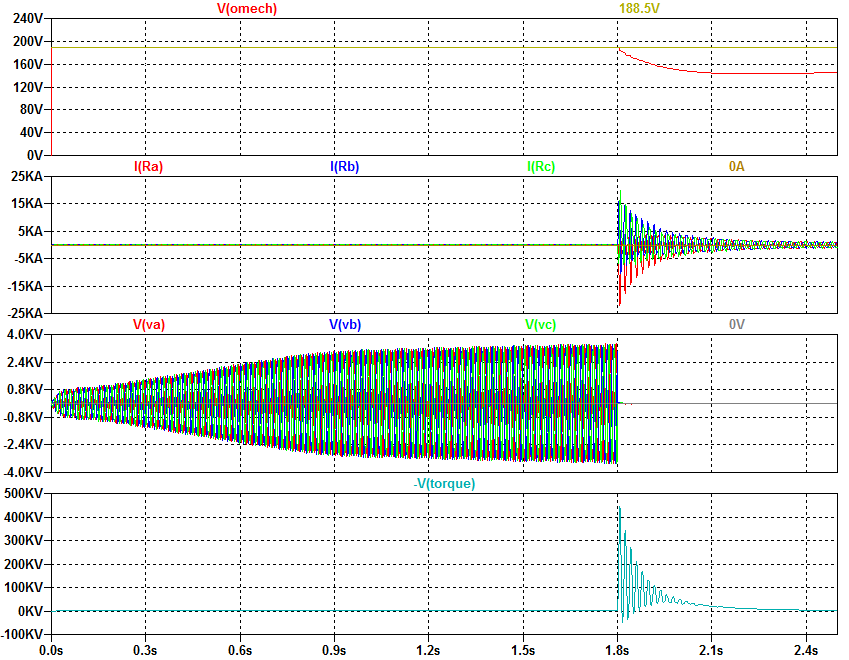 V(omech) 188.5V
240V
200V
160V
120V
80V
40V
0V
I(Ra) I(Rb) I(Rc) 0A
25KA
15KA
5KA
-5KA
-15KA
-25KA
V(va) V(vb) V(vc) 0V
4.0KV
2.4KV
0.8KV
-0.8KV
-2.4KV
-4.0KV
-V(torque)
500KV
400KV
300KV
200KV
100KV
0KV
-100KV
0.0s 0.3s 0.6s 0.9s 1.2s 1.5s 1.8s 2.1s 2.4s